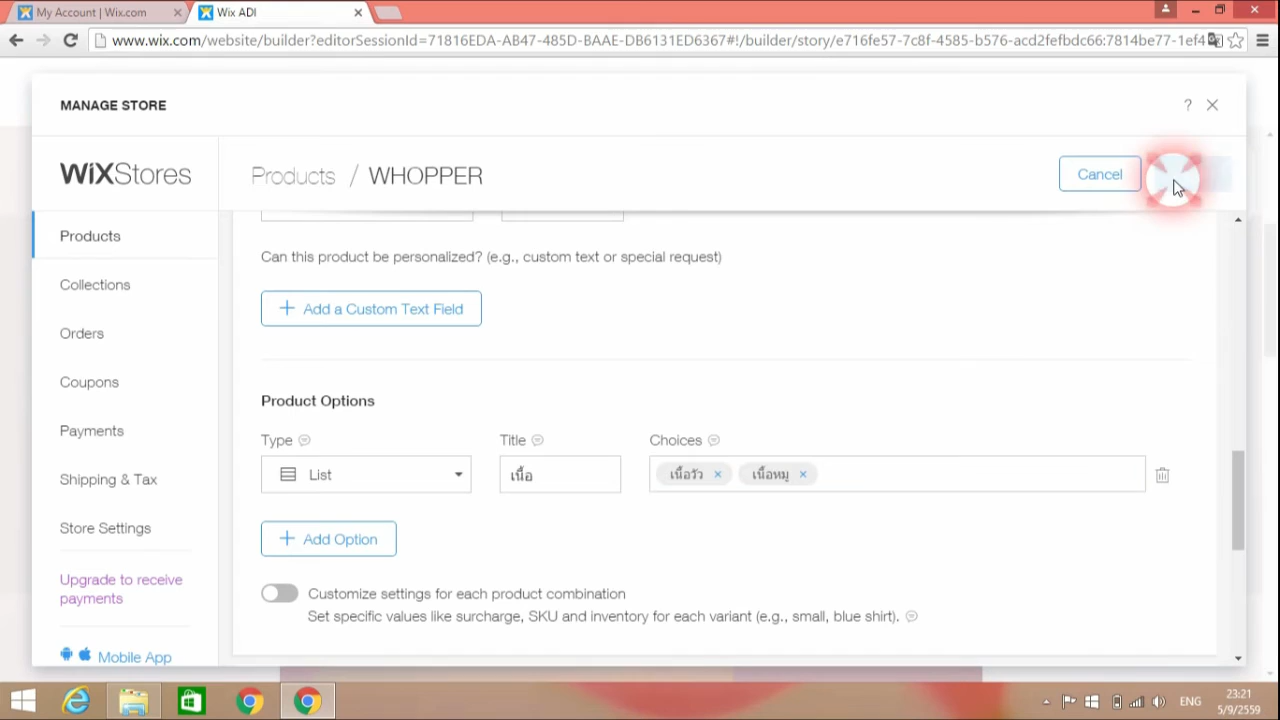 My Account | Wix.com
Wix ADI
www.wix.com/website/builder?editorSessionId=71816EDA-AB47-485D-BAAE-DB6131ED6367#!/builder/story/e716fe57-7c8f-4585-b576-acd2fefbdc66:7814be77-1ef4
MANAGE STORE
?
WiXStores
Products / WHOPPER
Cancel
Products
Collections
Orders
Coupons
Payments
Shipping & Tax
Store Settings
Upgrade to receive
payments
Mobile App
Can this product be personalized? (e.g., custom text or special request)
+ Add a Custom Text Field
Product Options
Type
Title
Choices
List
เนื้อ
เนื้อวัว ×
เนื้อหมู ×
+ Add Option
Customize settings for each product combination
Set specific values like surcharge, SKU and inventory for each variant (e.g., small, blue shirt).
ENG
23:21
5/9/2559